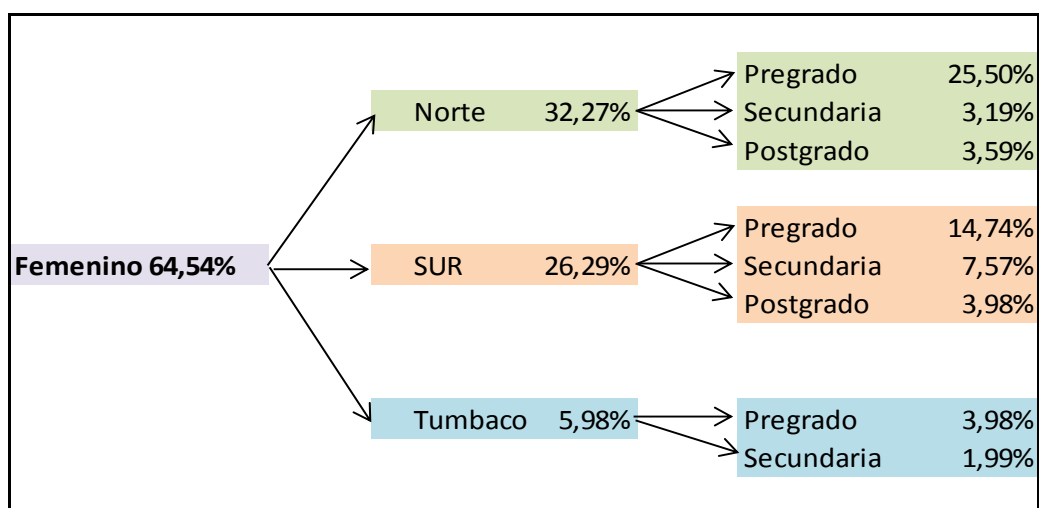 Pregrado 25,50%
Norte 32,27%
Secundaria 3,19%
Postgrado 3,59%
Pregrado 14,74%
Femenino 64,54%
SUR 26,29%
Secundaria 7,57%
Postgrado 3,98%
Tumbaco 5,98%
Pregrado 3,98%
Secundaria 1,99%